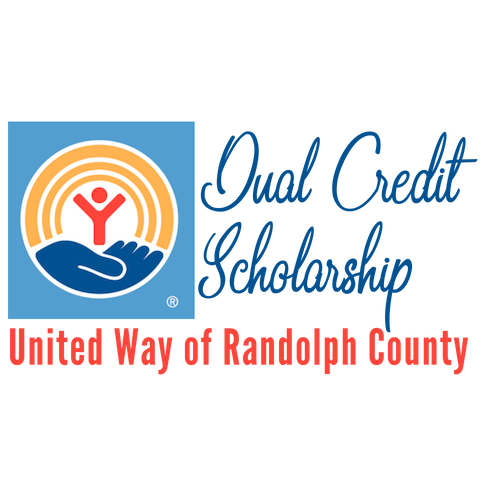 Dual Credit
Scholarship
®
United Way of Randolph County